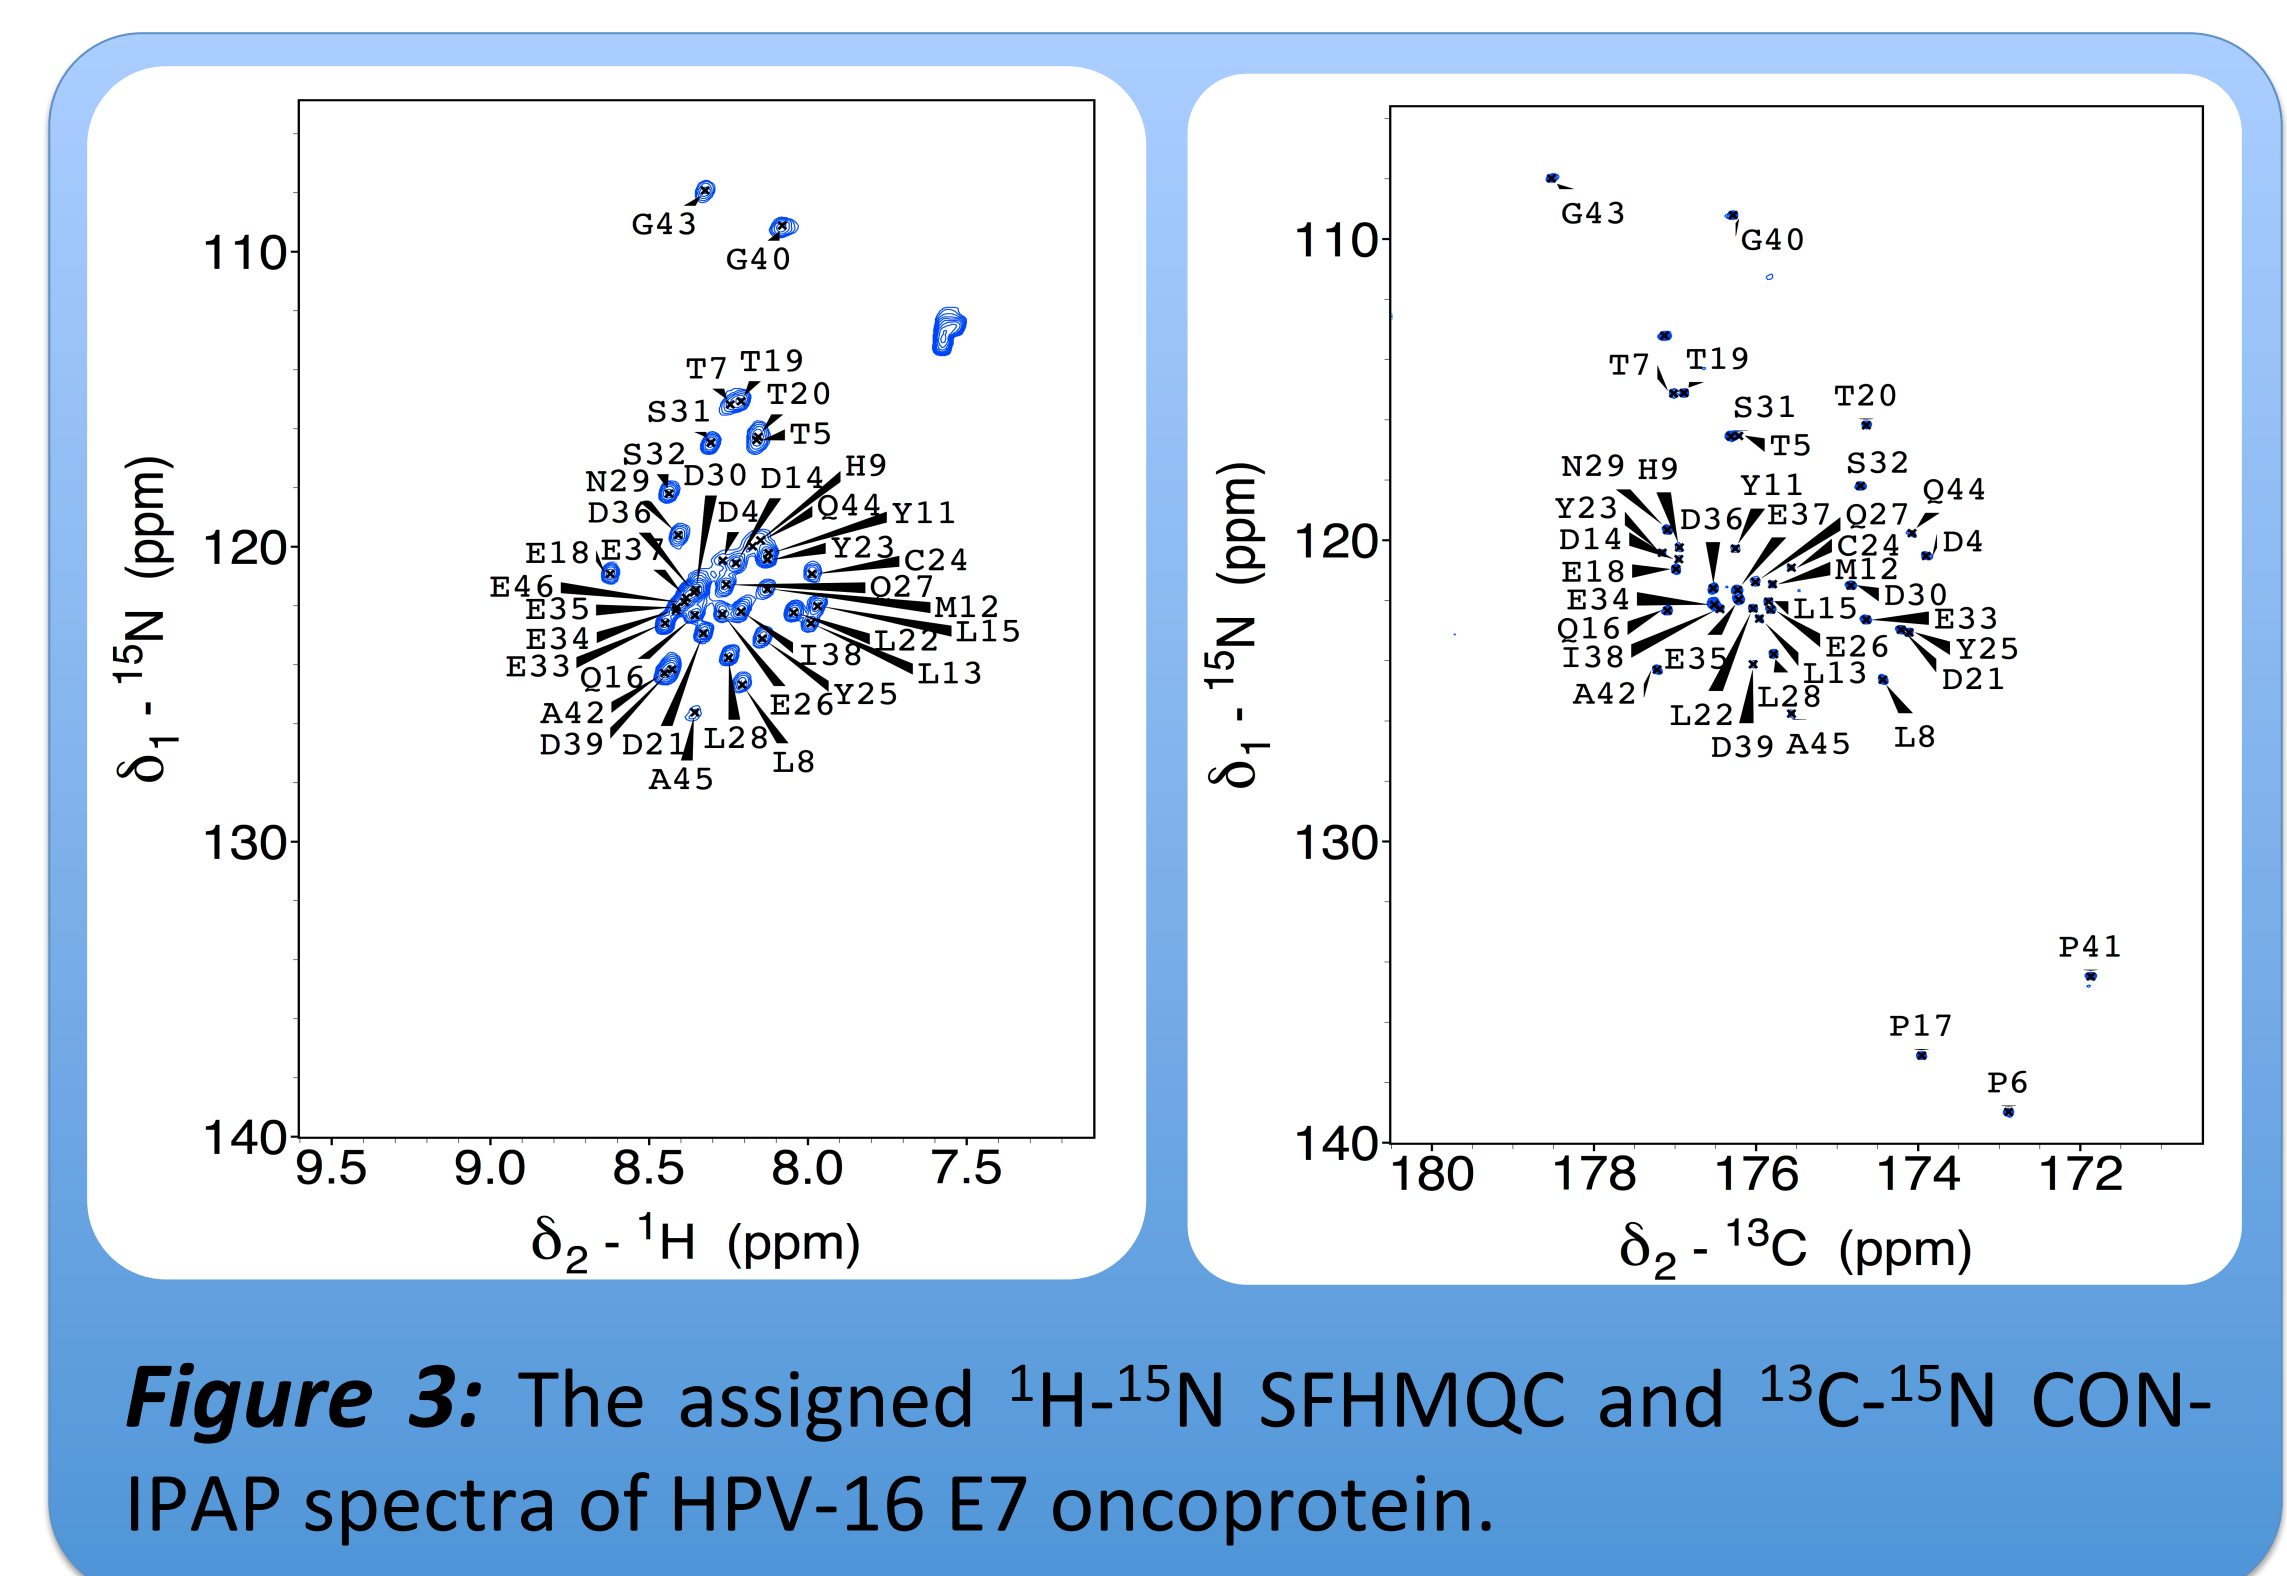 G43
G40
T7 T19
T20
S31
T5
S32
D30 D14 H9
N29
D36 D4 Q44 Y11
E18 E37 Y23
C24
E46 Q27
E35 M12
E34 L22 L15
E33 Q16 I38 L13
A42 E26 Y25
D39 D21 L28
A45 L8
110
120
130
140
9.5 9.0 8.5 8.0 7.5
δ1 - 15N (ppm)
δ2 - 1H (ppm)
G43
G40
T7 T19
S31 T20
T5
N29 H9 S32
Y11 Q44
Y23 D36 E37 Q27
D14 C24 D4
E18 M12
E34 L15 D30
Q16 E33
I38 E35 E26 Y25
A42 L28 L13 D21
L22
D39 A45 L8
P41
P17
P6
110
120
130
140
180 178 176 174 172
δ1 - 15N (ppm)
δ2 - 13C (ppm)
Figure 3: The assigned 1H-15N SFHMQC and 13C-15N CON-
IPAP spectra of HPV-16 E7 oncoprotein.